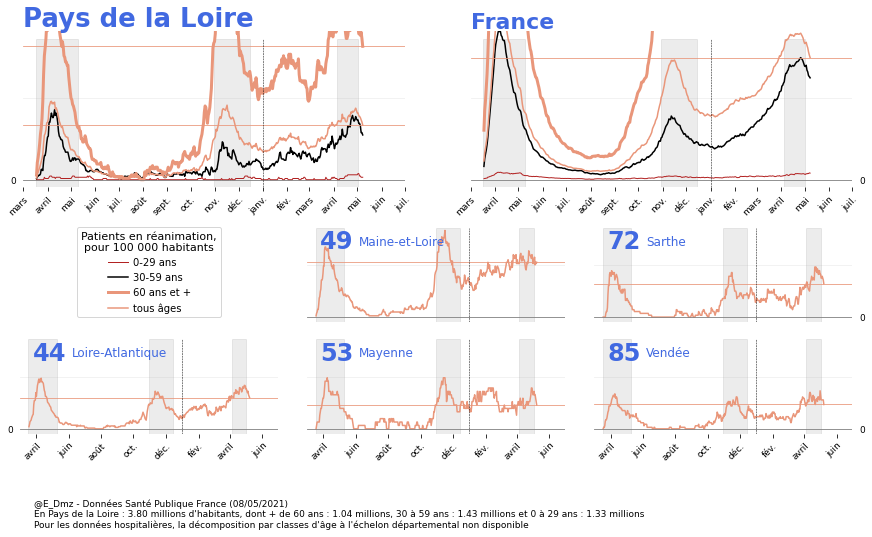 Pays de la Loire
France
0
0
mars avril mai juin juil. août sept. oct. nov. déc. janv. fév. mars avril mai juin juil.
mars avril mai juin juil. août sept. oct. nov. déc. janv. fév. mars avril mai juin juil.
Patients en réanimation,
pour 100 000 habitants
0-29 ans
30-59 ans
60 ans et +
tous âges
49 Maine-et-Loire
72 Sarthe
0
44 Loire-Atlantique
53 Mayenne
85 Vendée
0
0
avril juin août oct. déc. fév. avril juin
avril juin août oct. déc. fév. avril juin
avril juin août oct. déc. fév. avril juin
@E_Dmz - Données Santé Publique France (08/05/2021)
En Pays de la Loire : 3.80 millions d'habitants, dont + de 60 ans : 1.04 millions, 30 à 59 ans : 1.43 millions et 0 à 29 ans : 1.33 millions
Pour les données hospitalières, la décomposition par classes d'âge à l'échelon départemental non disponible